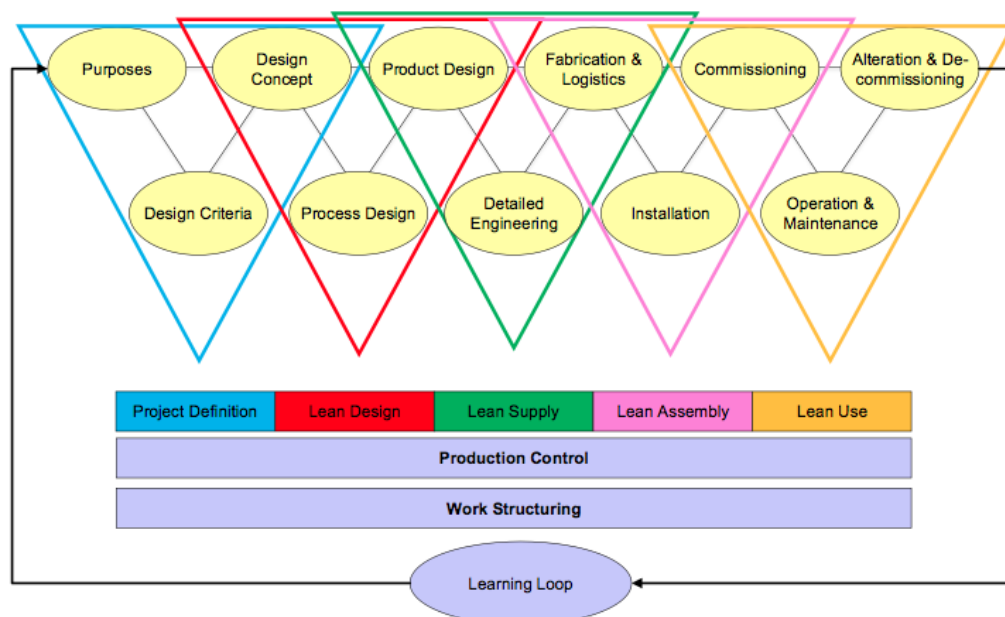 Purposes
Design
Concept
Product Design
Fabrication &
Logistics
Commissioning
Alteration & De-
commissioning
Design Criteria
Process Design
Detailed
Engineering
Installation
Operation &
Maintenance
Project Definition
Lean Design
Lean Supply
Lean Assembly
Lean Use
Production Control
Work Structuring
Learning Loop